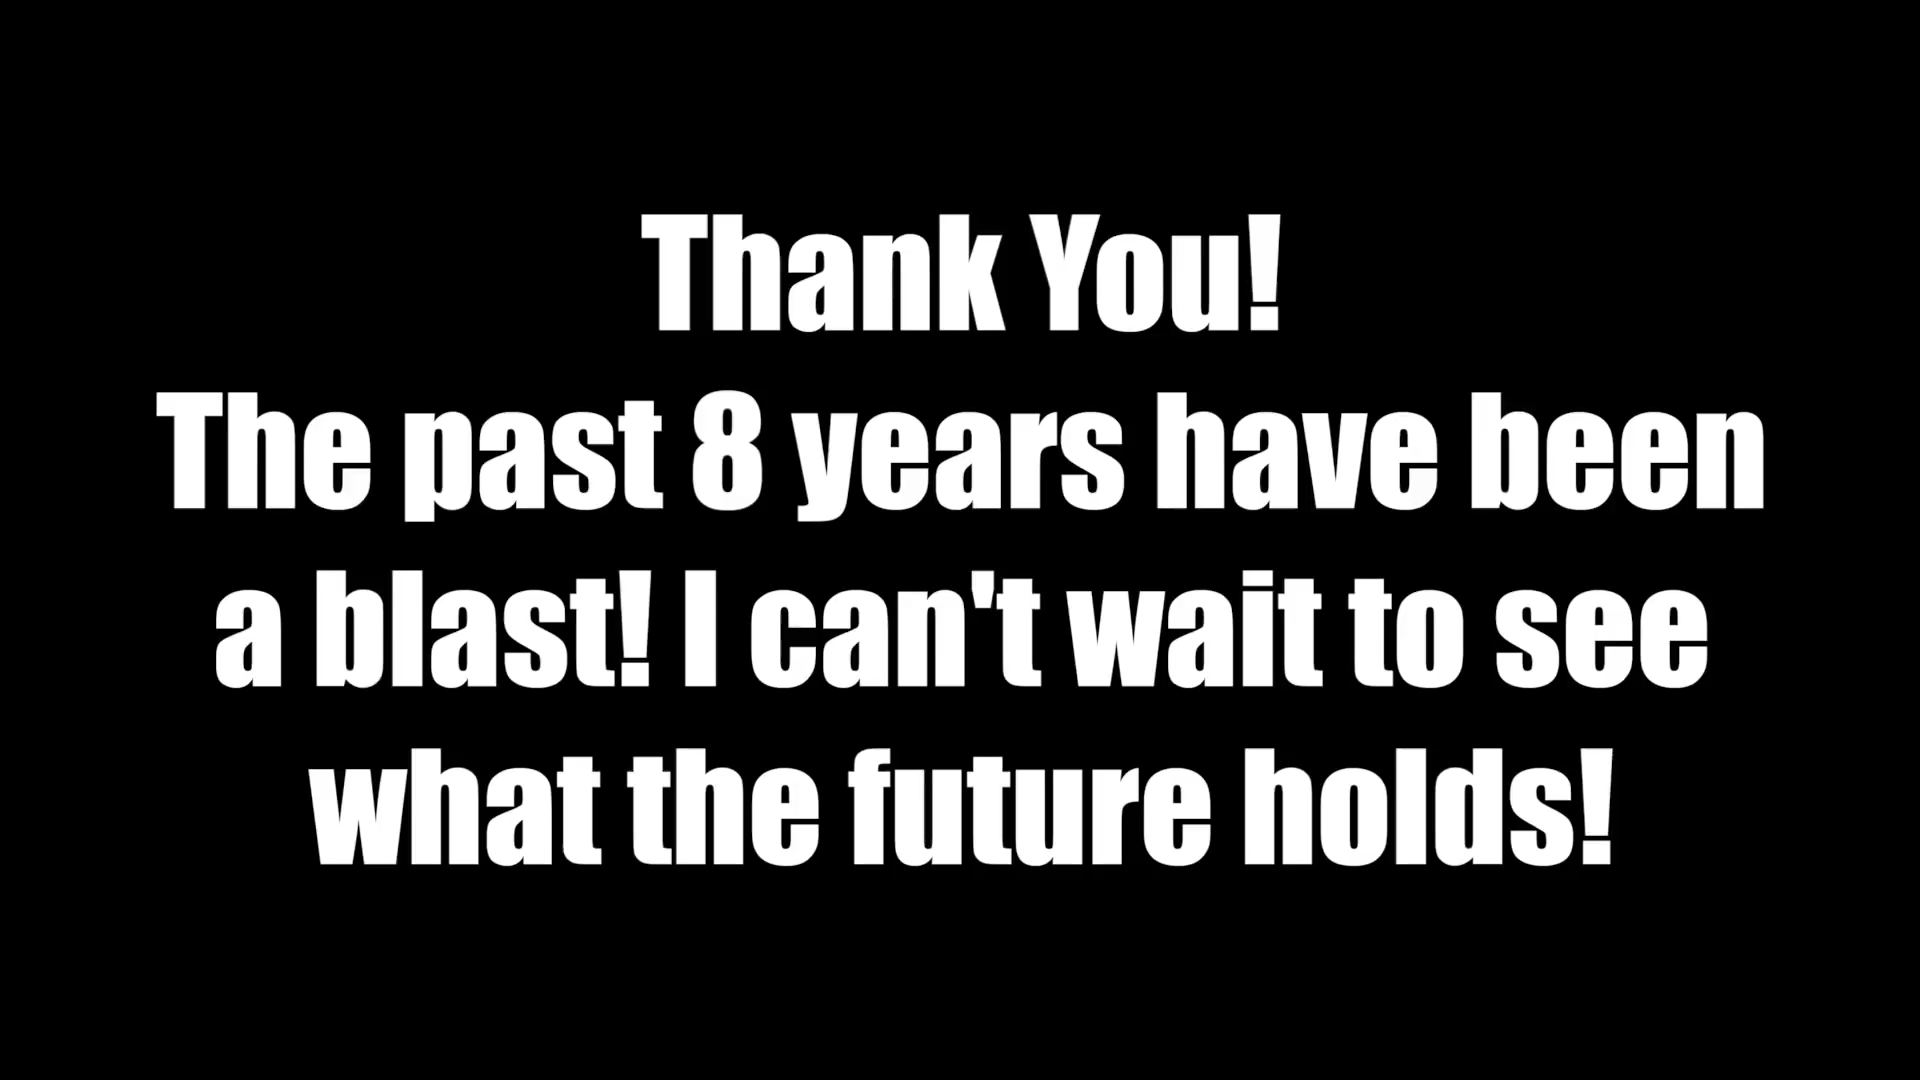 Thank You!
The past 8 years have been
a blast! I can't wait to see
what the future holds!